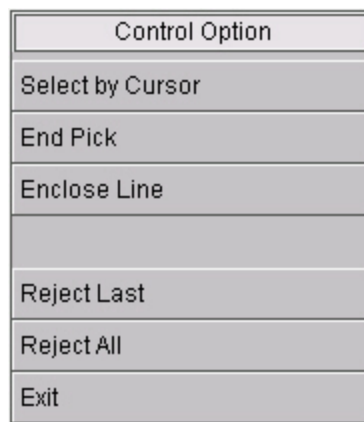 Control Option
Select by Cursor
End Pick
Enclose Line
Reject Last
Reject All
Exit